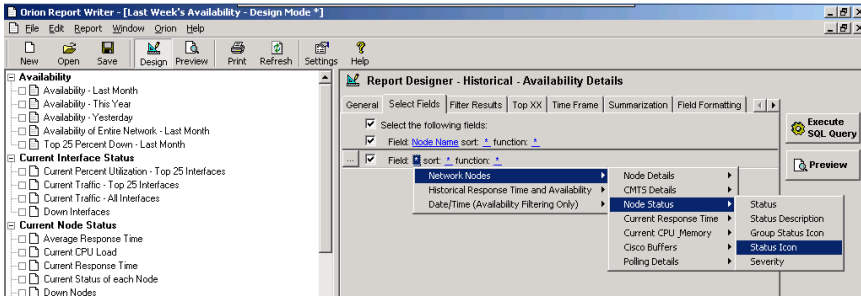 Orion Report Writer - [Last Week's Availability - Design Mode *]
File Edit Report Window Orion Help
New Open Save Design Preview Print Refresh Settings Help
Availability
Availability - Last Month
Availability - This Year
Availability - Yesterday
Availability of Entire Network - Last Month
Top 25 Percent Down - Last Month
Current Interface Status
Current Percent Utilization - Top 25 Interfaces
Current Traffic - Top 25 Interfaces
Current Traffic - All Interfaces
Down Interfaces
Current Node Status
Average Response Time
Current CPU Load
Current Response Time
Current Status of each Node
Down Nodes
Report Designer - Historical - Availability Details
General Select Fields Filter Results Top XX Time Frame Summarization Field Formatting
Select the following fields:
Field: Node Name sort: * function: *
... Field: * sort: * function: *
Network Nodes
Historical Response Time and Availability
Date/Time (Availability Filtering Only)
Node Details
CMTS Details
Node Status
Current Response Time
Current CPU_Memory
Cisco Buffers
Polling Details
Status
Status Description
Group Status Icon
Status Icon
Severity
Execute
SQL Query
Preview